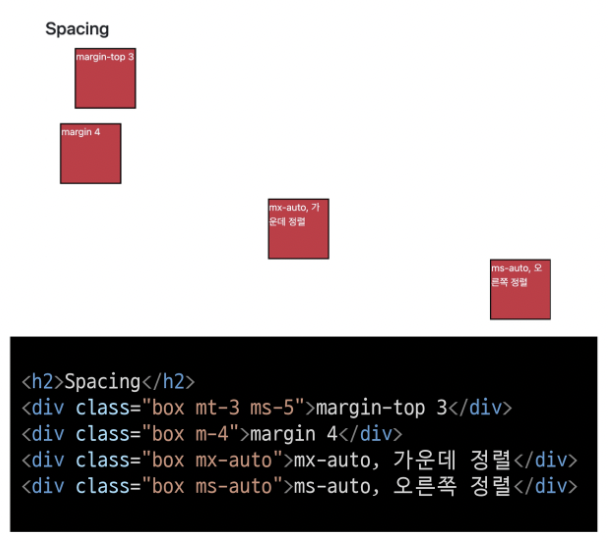 Spacing
margin-top 3
margin 4
mx-auto, 가
운데 정렬
ms-auto, 오
른쪽 정렬
<h2>Spacing</h2>
<div class="box mt-3 ms-5">margin-top 3</div>
<div class="box m-4">margin 4</div>
<div class="box mx-auto">mx-auto, 가운데 정렬</div>
<div class="box ms-auto">ms-auto, 오른쪽 정렬</div>